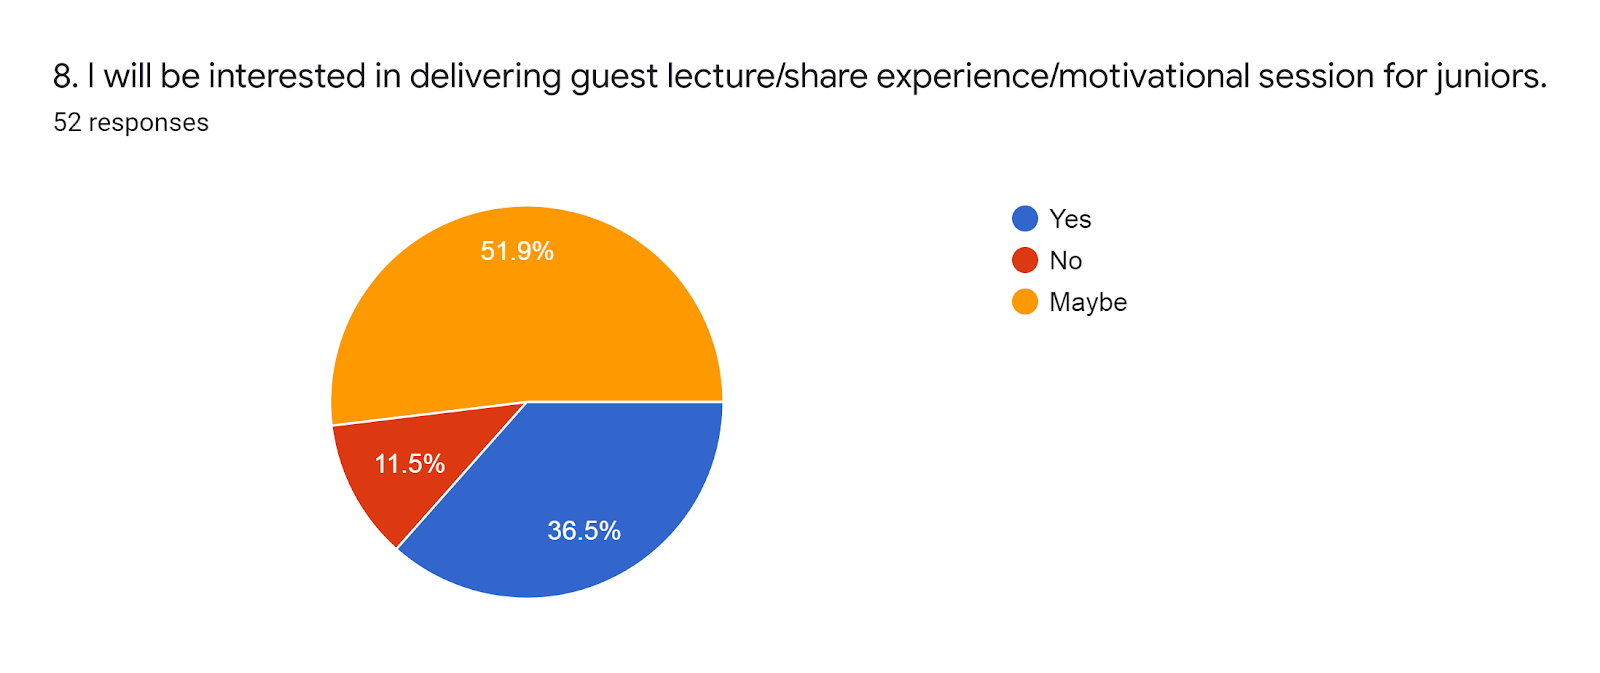 8. I will be interested in delivering guest lecture/share experience/motivational session for juniors.
52 responses
Yes
No
Maybe
51.9%
11.5%
36.5%